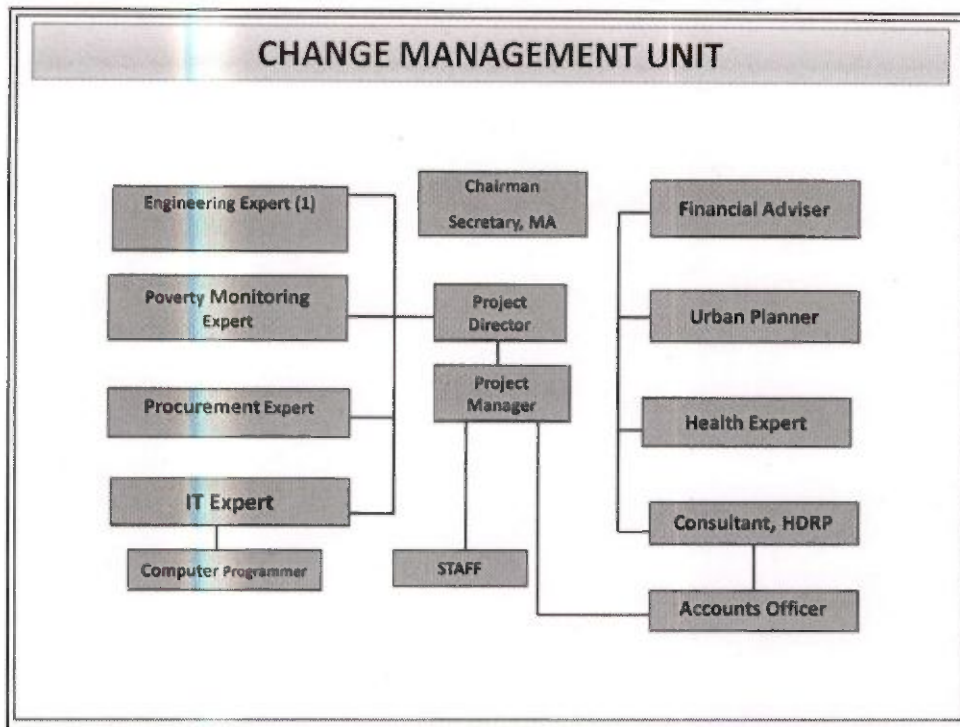 CHANGE MANAGEMENT UNIT
Engineering Expert (1)
Chairman
Secretary, MA
Financial Adviser
Poverty Monitoring
Expert
Project
Director
Urban Planner
Project
Manager
Procurement Expert
Health Expert
IT Expert
Consultant, HDRP
Computer Programmer
STAFF
Accounts Officer